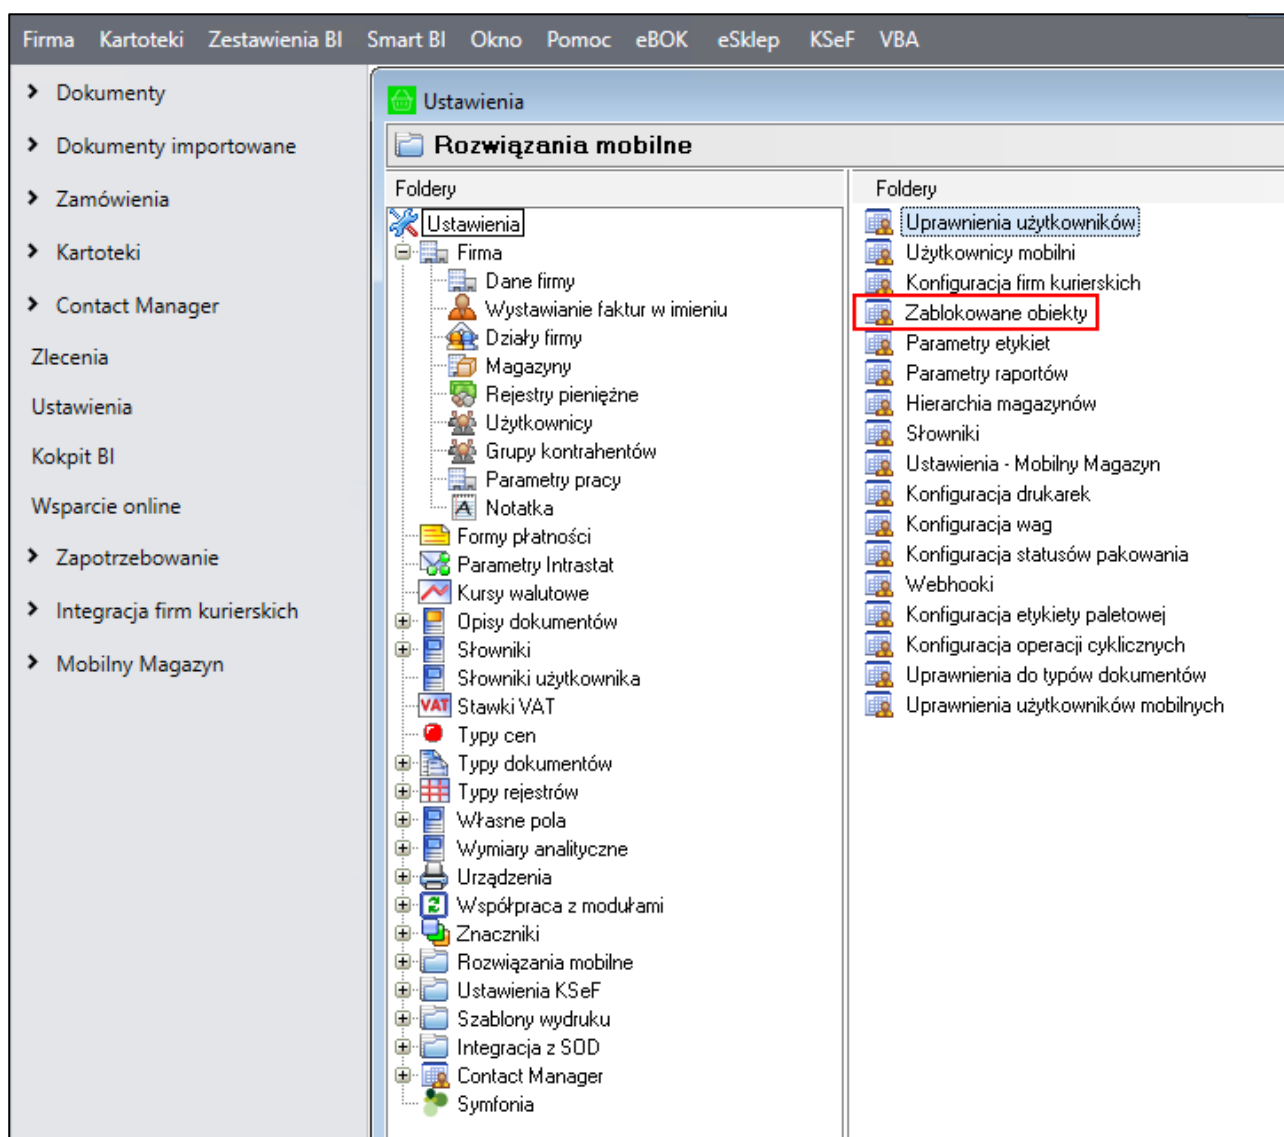 Firma Kartoteki Zestawienia BI Smart BI Okno Pomoc eBOK eSklep KSeF VBA
Dokumenty
Dokumenty importowane
Zamówienia
Kartoteki
Contact Manager
Zlecenia
Ustawienia
Kokpit BI
Wsparcie online
Zapotrzebowanie
Integracja firm kurierskich
Mobilny Magazyn
Ustawienia
Rozwiązania mobilne
Foldery
Ustawienia
Firma
Dane firmy
Wystawianie faktur w imieniu
Działy firmy
Magazyny
Rejestry pieniężne
Użytkownicy
Grupy kontrahentów
Parametry pracy
Notatka
Formy płatności
Parametry Intrastat
Kursy walutowe
Opisy dokumentów
Słowniki
Słowniki użytkownika
VAT Stawki VAT
Typy cen
Typy dokumentów
Typy rejestrów
Własne pola
Wymiary analityczne
Urządzenia
Współpraca z modułami
Znaczniki
Rozwiązania mobilne
Ustawienia KSeF
Szablony wydruku
Integracja z SOD
Contact Manager
Symfonia
Foldery
Uprawnienia użytkowników
Użytkownicy mobilni
Konfiguracja firm kurierskich
Zablokowane obiekty
Parametry etykiet
Parametry raportów
Hierarchia magazynów
Słowniki
Ustawienia - Mobilny Magazyn
Konfiguracja drukarek
Konfiguracja wag
Konfiguracja statusów pakowania
Webhooki
Konfiguracja etykiety paletowej
Konfiguracja operacji cyklicznych
Uprawnienia do typów dokumentów
Uprawnienia użytkowników mobilnych